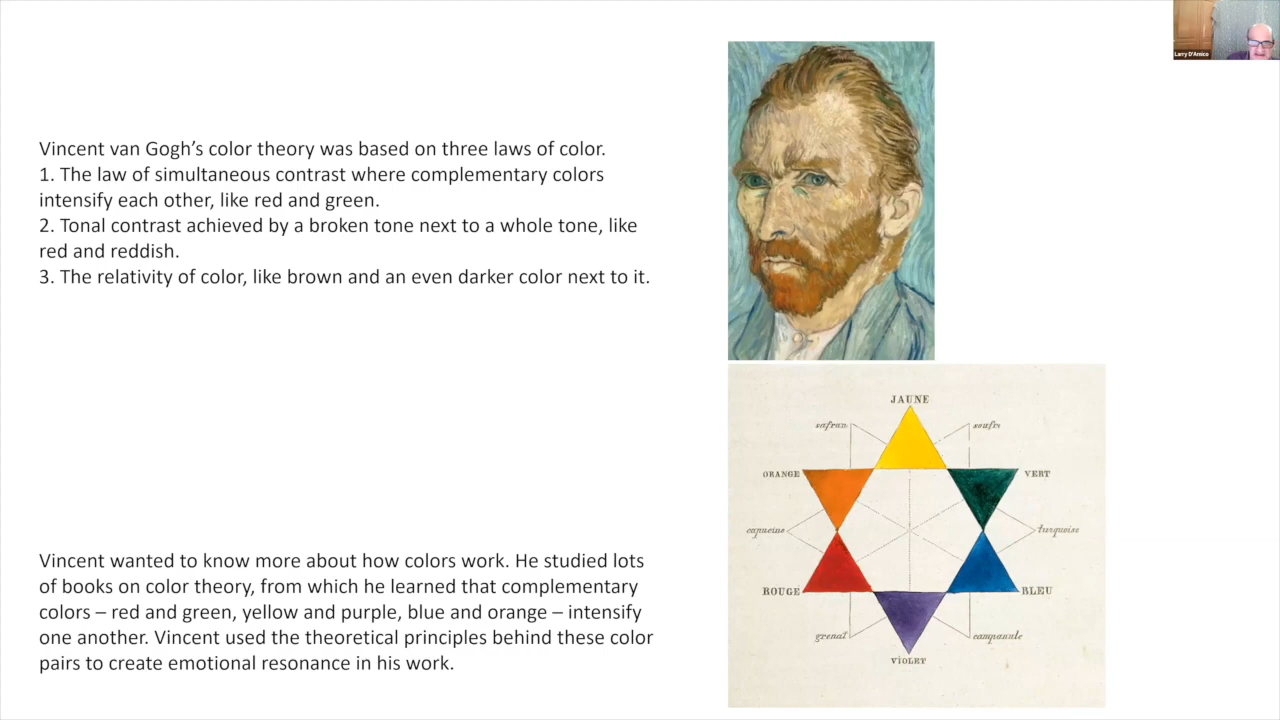 Larry D'Amico
Vincent van Gogh’s color theory was based on three laws of color.
1. The law of simultaneous contrast where complementary colors
intensify each other, like red and green.
2. Tonal contrast achieved by a broken tone next to a whole tone, like
red and reddish.
3. The relativity of color, like brown and an even darker color next to it.
Vincent wanted to know more about how colors work. He studied lots
of books on color theory, from which he learned that complementary
colors – red and green, yellow and purple, blue and orange – intensify
one another. Vincent used the theoretical principles behind these color
pairs to create emotional resonance in his work.
JAUNE
safran
soufre
ORANGE
VERT
capucine
turquoise
ROUGE
BLEU
grenat
campanule
VIOLET